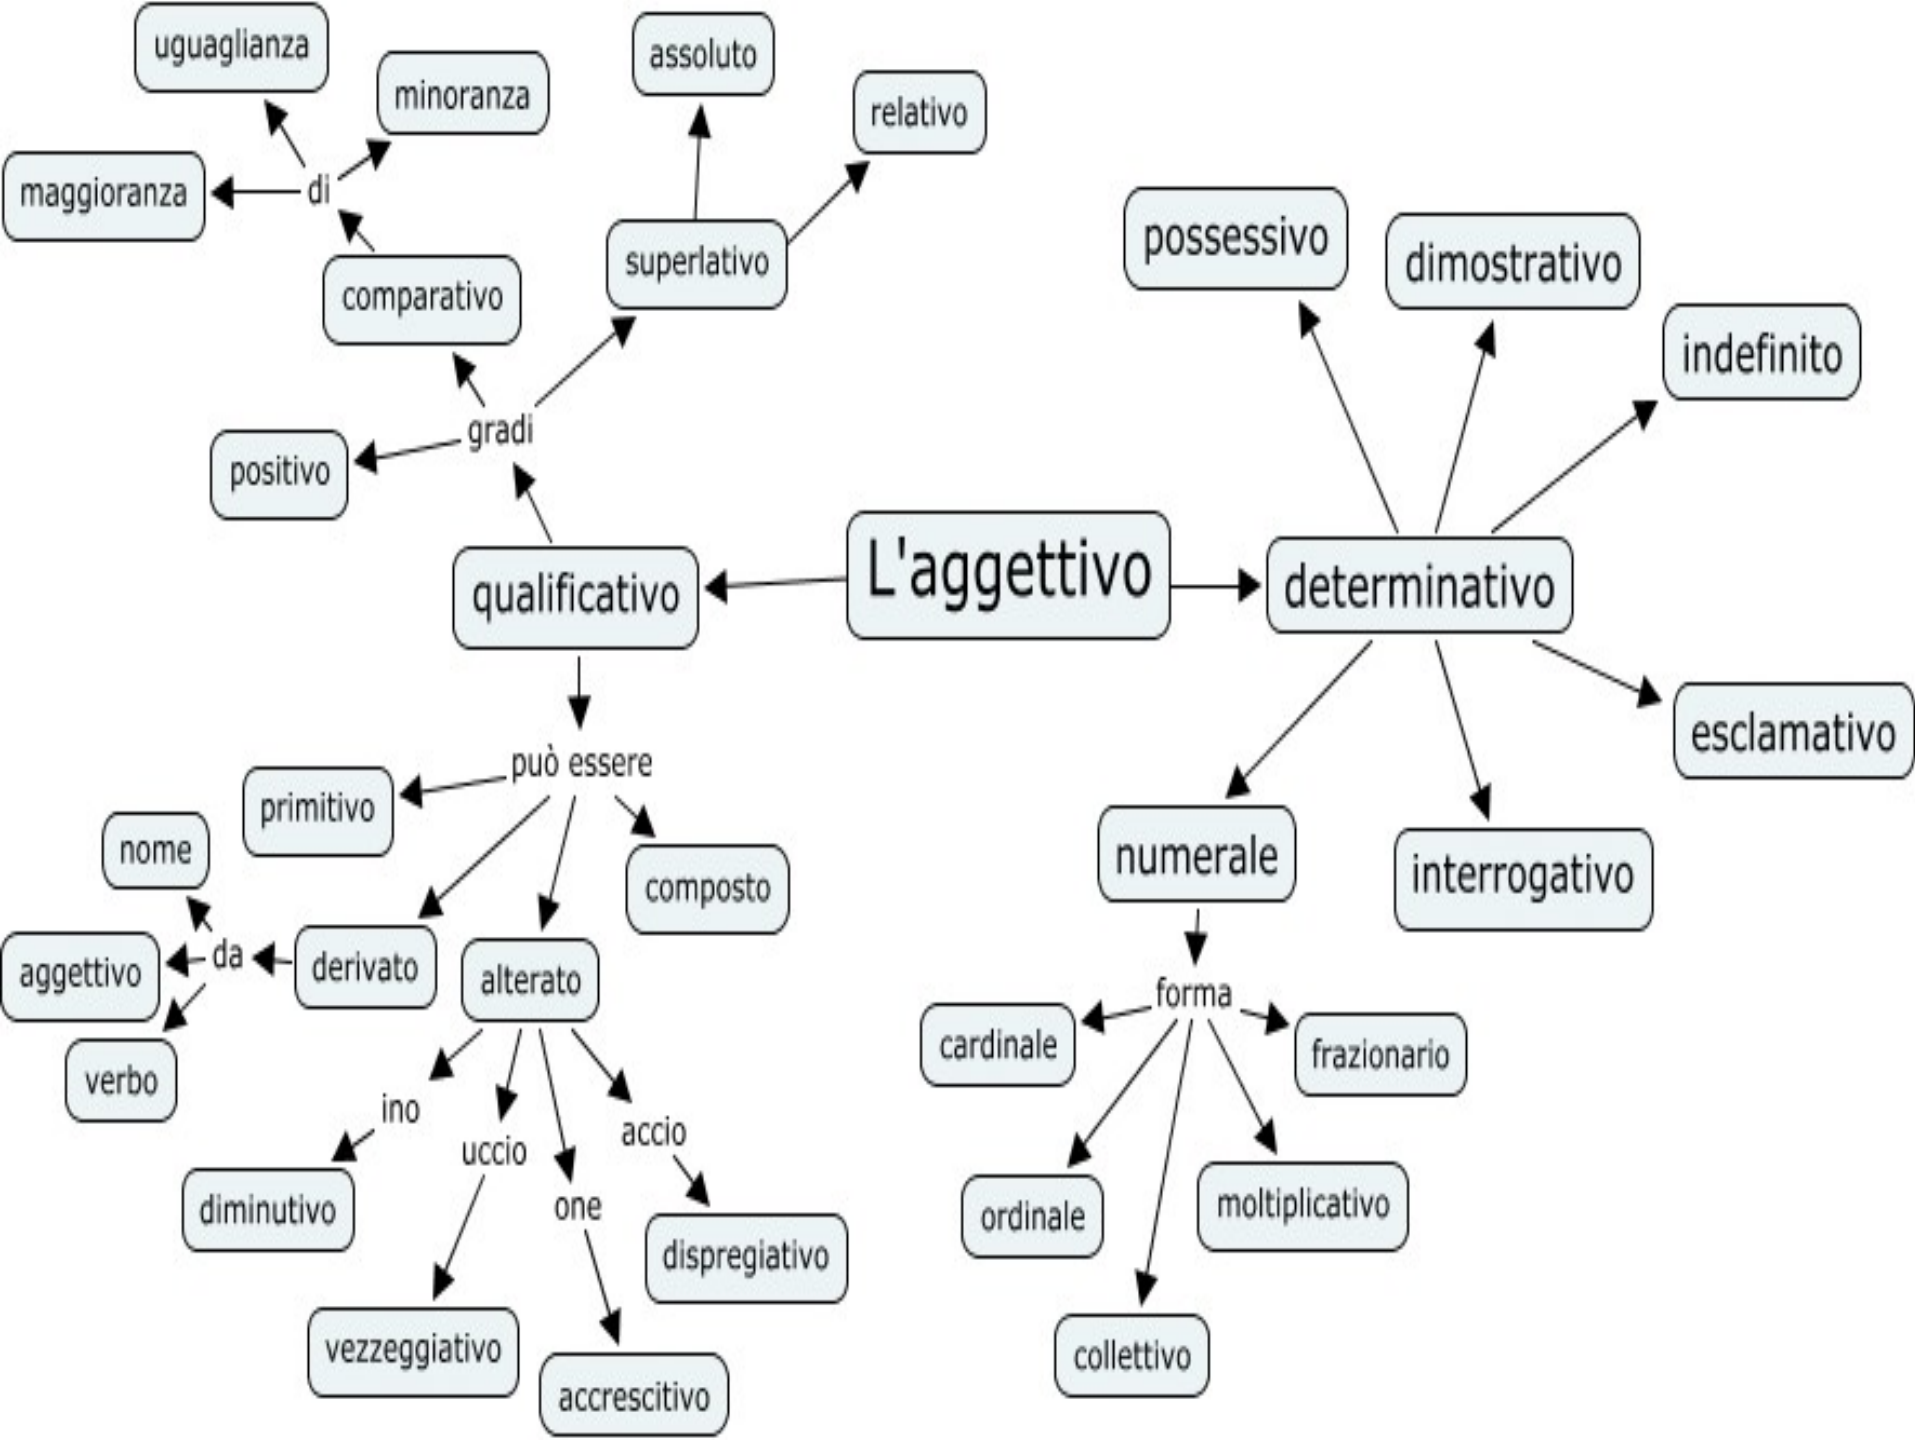 uguaglianza
minoranza
maggioranza
di
comparativo
assoluto
relativo
superlativo
gradi
positivo
qualificativo
L'aggettivo
determinativo
possessivo
dimostrativo
indefinito
esclamativo
interrogativo
numerale
forma
cardinale
frazionario
ordinale
moltiplicativo
collettivo
può essere
primitivo
composto
derivato
da
nome
aggettivo
verbo
alterato
ino
uccio
one
accio
diminutivo
vezzeggiativo
accrescitivo
dispregiativo